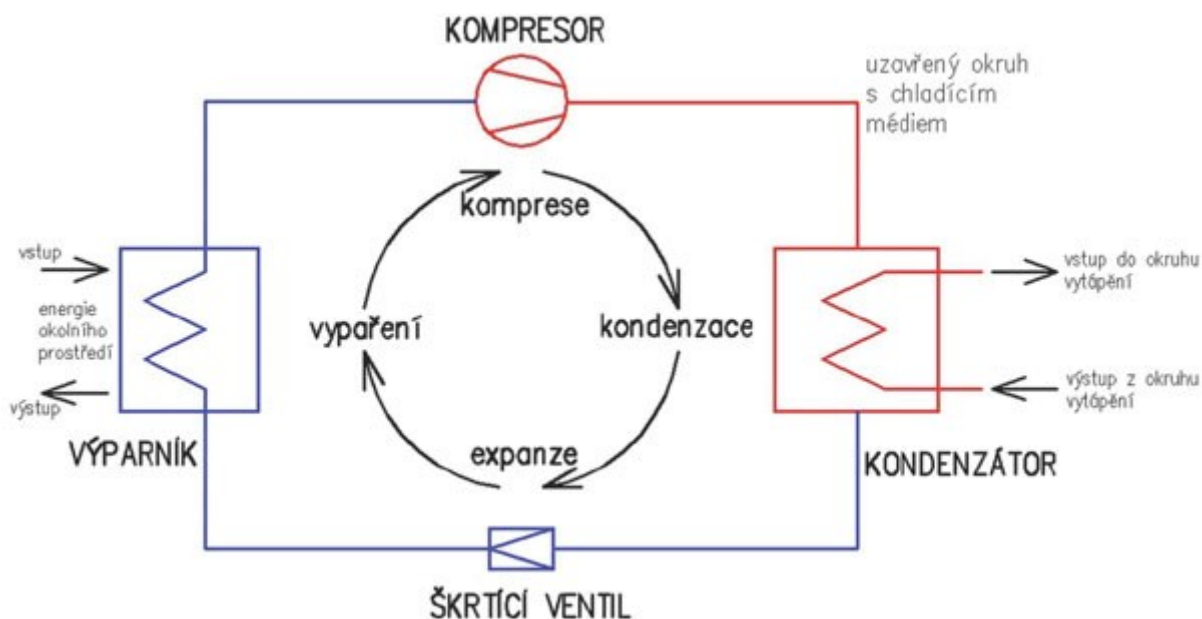 KOMPRESOR
uzavřený okruh
s chladícím
médiem
komprese
vstup
energie
okolního
prostředí
výstup
vypaření
kondenzace
vstup do okruhu
vytápění
výstup z okruhu
vytápění
VÝPARNÍK
expanze
KONDENZÁTOR
ŠKRTÍCÍ VENTIL